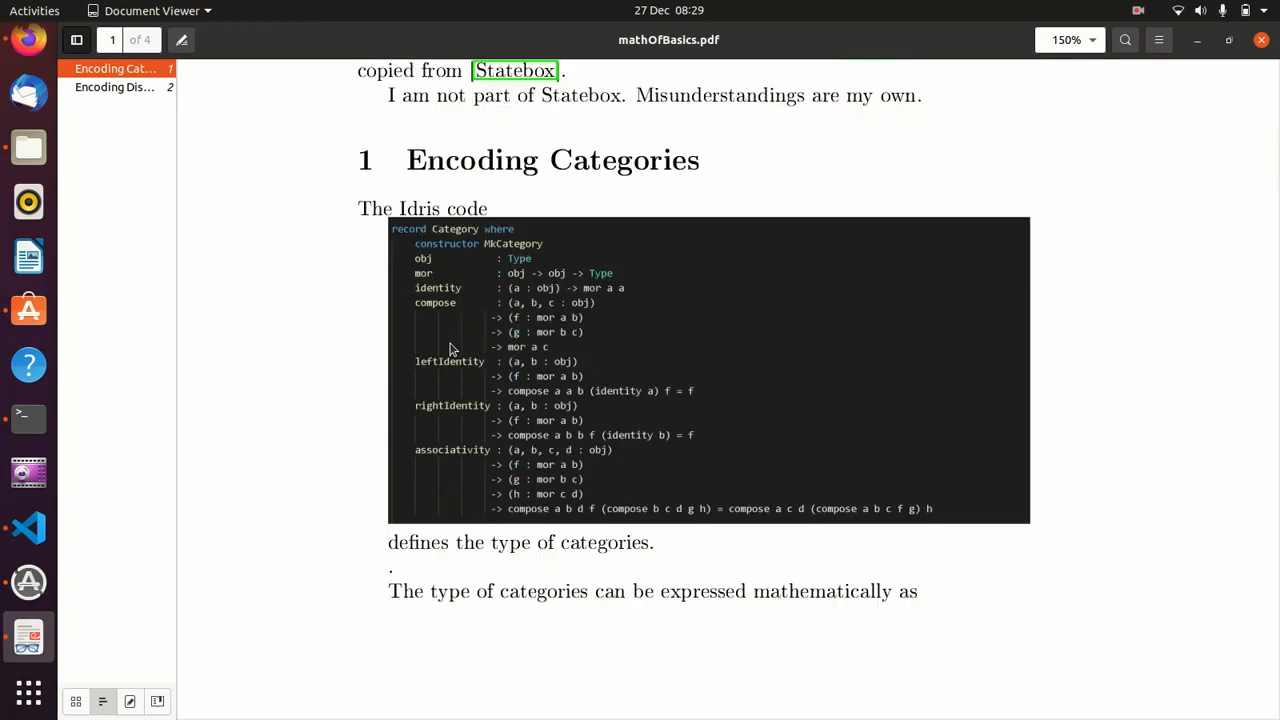 Activities
Document Viewer
27 Dec 08:29
1
of 4
mathOfBasics.pdf
150%
Encoding Cat... 1
Encoding Dis... 2
copied from [Statebox].
I am not part of Statebox. Misunderstandings are my own.
1 Encoding Categories
The Idris code
record Category where
constructor MkCategory
obj : Type
mor : obj -> obj -> Type
identity : (a : obj) -> mor a a
compose : (a, b, c : obj)
-> (f : mor a b)
-> (g : mor b c)
-> mor a c
leftIdentity : (a, b : obj)
-> (f : mor a b)
-> compose a a b (identity a) f = f
rightIdentity : (a, b : obj)
-> (f : mor a b)
-> compose a b b f (identity b) = f
associativity : (a, b, c, d : obj)
-> (f : mor a b)
-> (g : mor b c)
-> (h : mor c d)
-> compose a b d f (compose b c d g h) = compose a c d (compose a b c f g) h
defines the type of categories.
.
The type of categories can be expressed mathematically as